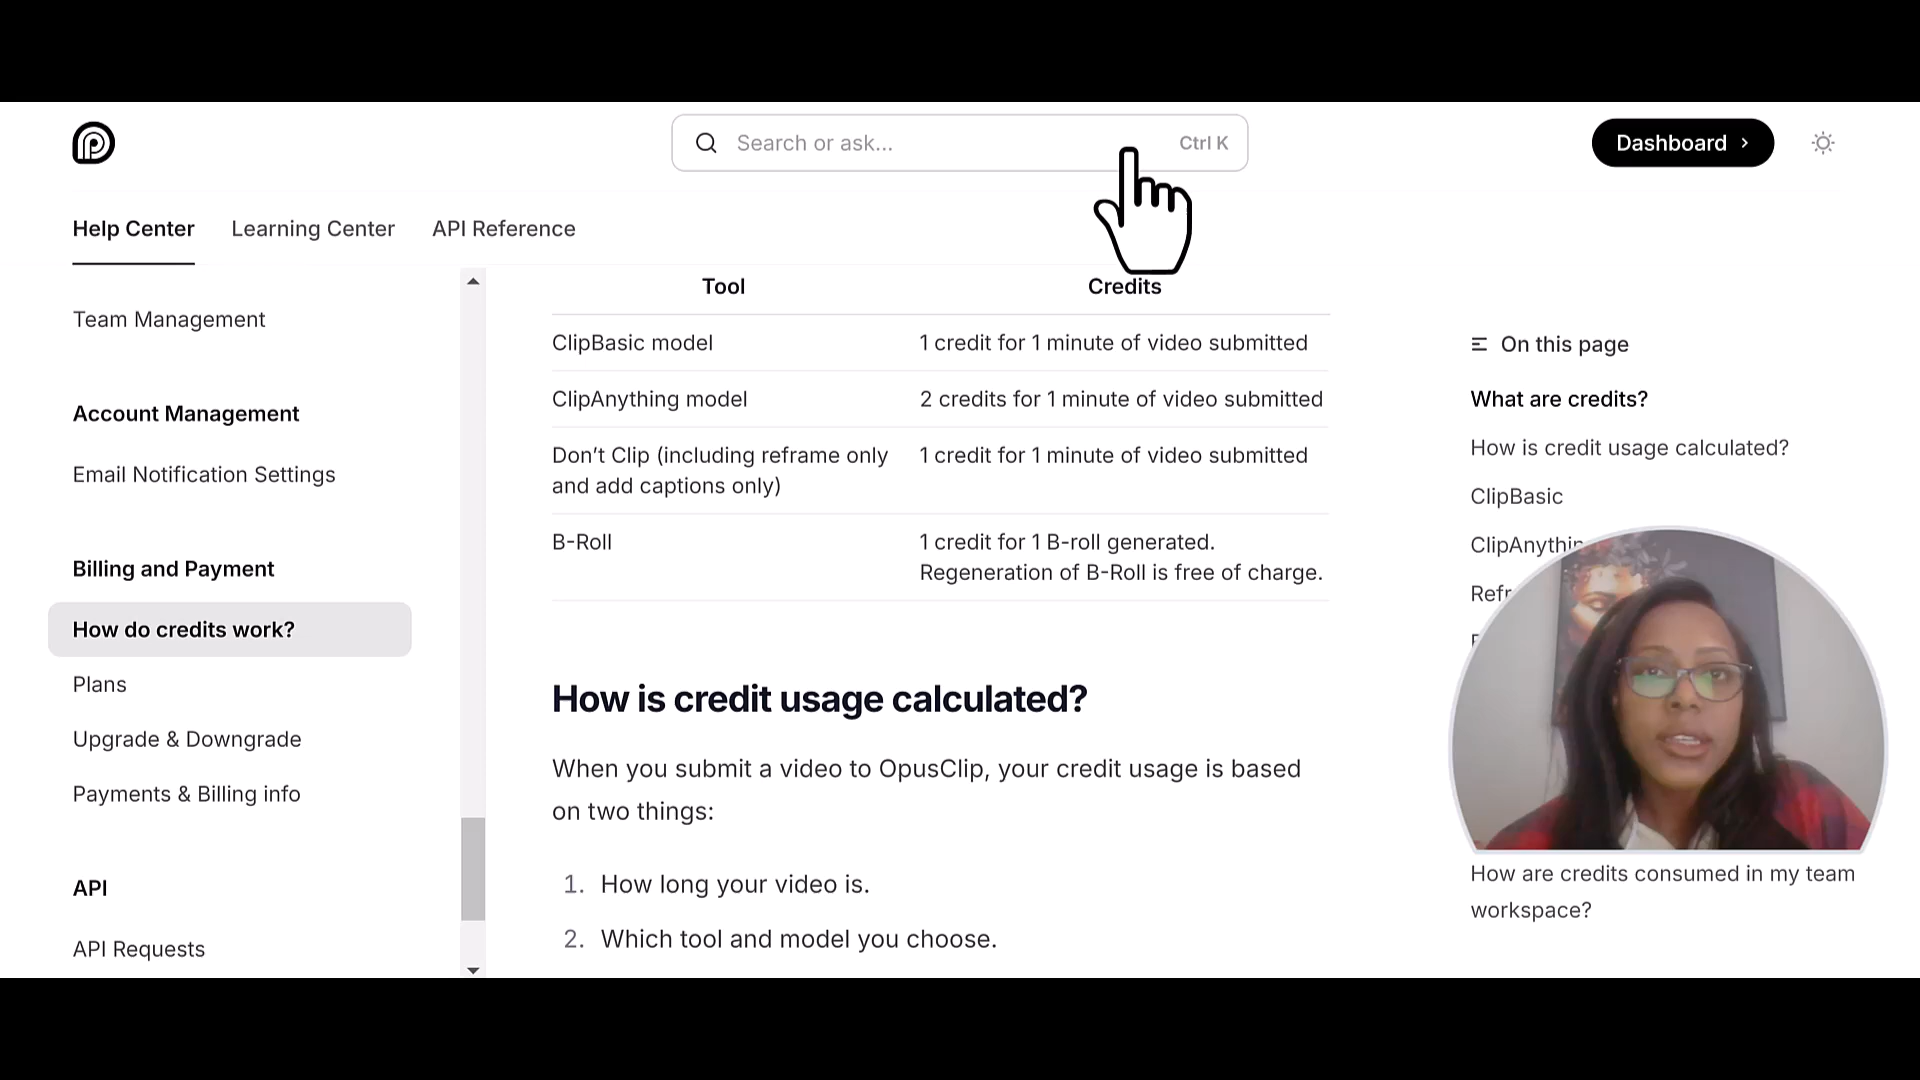 Search or ask...
Ctrl K
Dashboard
Help Center
Learning Center
API Reference
Team Management
Account Management
Email Notification Settings
Billing and Payment
How do credits work?
Plans
Upgrade & Downgrade
Payments & Billing info
API
API Requests
Tool
Credits
ClipBasic model
1 credit for 1 minute of video submitted
ClipAnything model
2 credits for 1 minute of video submitted
Don’t Clip (including reframe only
and add captions only)
1 credit for 1 minute of video submitted
B-Roll
1 credit for 1 B-roll generated.
Regeneration of B-Roll is free of charge.
How is credit usage calculated?
When you submit a video to OpusClip, your credit usage is based
on two things:
1. How long your video is.
2. Which tool and model you choose.
On this page
What are credits?
How is credit usage calculated?
ClipBasic
How are credits consumed in my team
workspace?